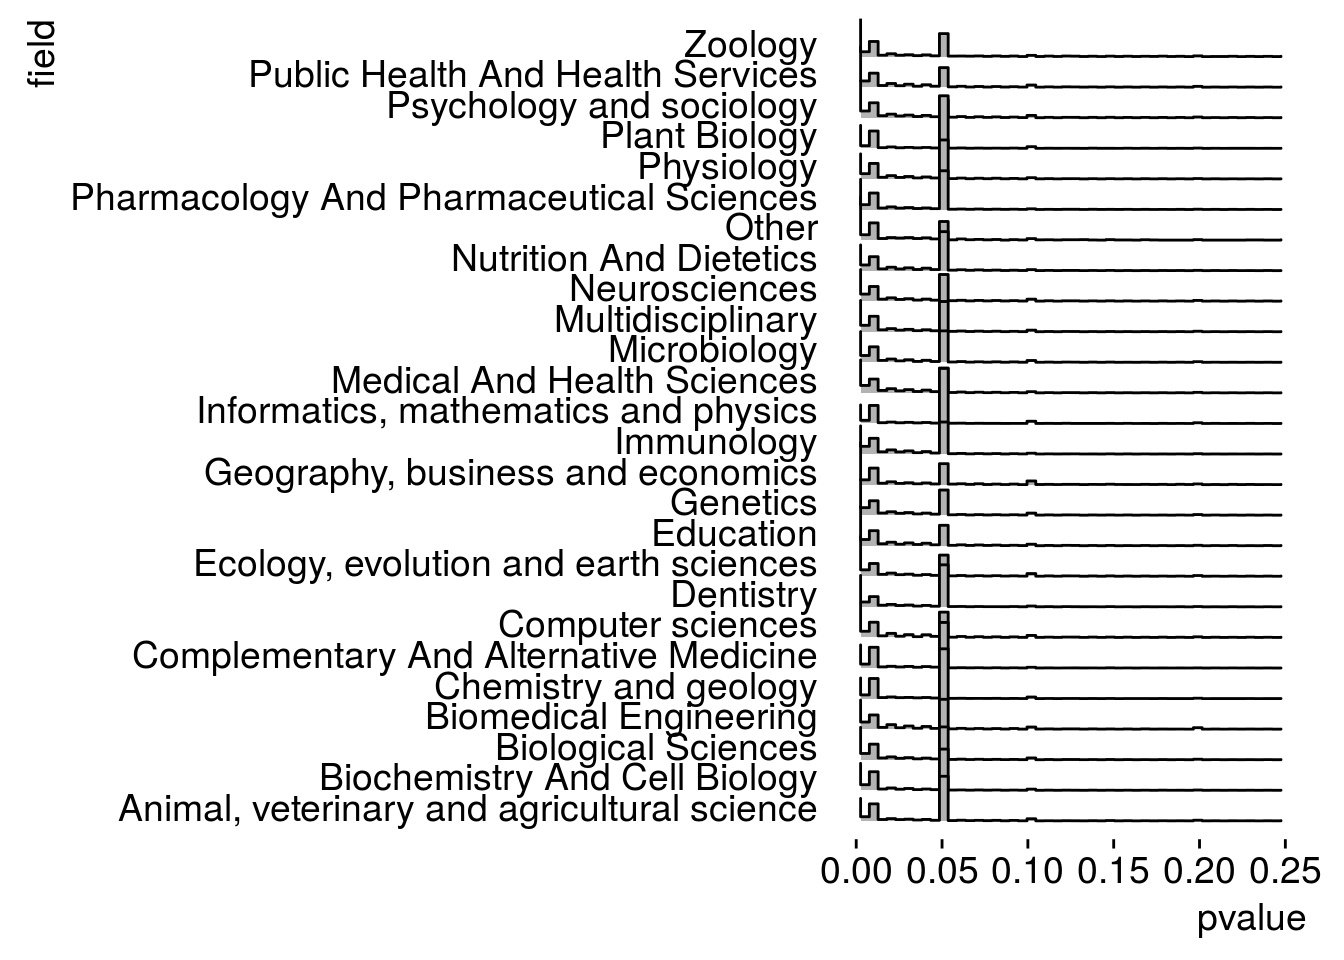 field
Zoology
Public Health And Health Services
Psychology and sociology
Plant Biology
Physiology
Pharmacology And Pharmaceutical Sciences
Other
Nutrition And Dietetics
Neurosciences
Multidisciplinary
Microbiology
Medical And Health Sciences
Informatics, mathematics and physics
Immunology
Geography, business and economics
Genetics
Education
Ecology, evolution and earth sciences
Dentistry
Computer sciences
Complementary And Alternative Medicine
Chemistry and geology
Biomedical Engineering
Biological Sciences
Biochemistry And Cell Biology
Animal, veterinary and agricultural science
0.00 0.05 0.10 0.15 0.20 0.25
pvalue